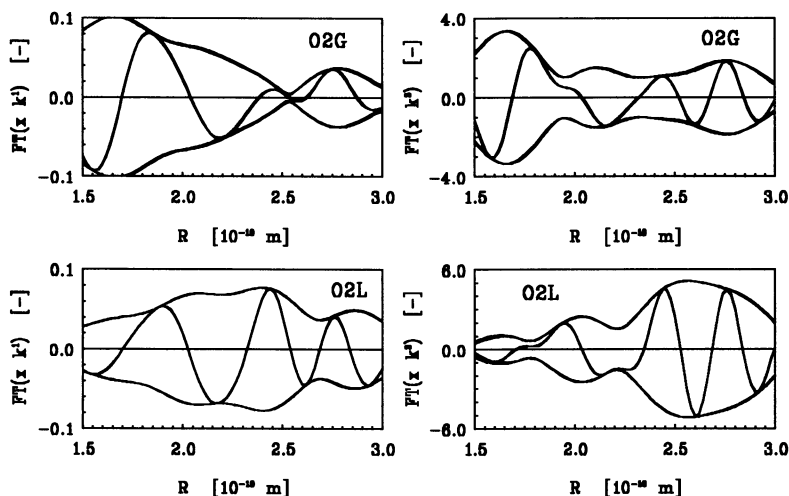 FT(x k¹) [-]
0.1
0.0
-0.1
O2G
1.5 2.0 2.5 3.0
R [10⁻¹⁰ m]
FT(x k³) [-]
4.0
0.0
-4.0
O2G
1.5 2.0 2.5 3.0
R [10⁻¹⁰ m]
FT(x k¹) [-]
0.1
0.0
-0.1
O2L
1.5 2.0 2.5 3.0
R [10⁻¹⁰ m]
FT(x k³) [-]
6.0
0.0
-6.0
O2L
1.5 2.0 2.5 3.0
R [10⁻¹⁰ m]